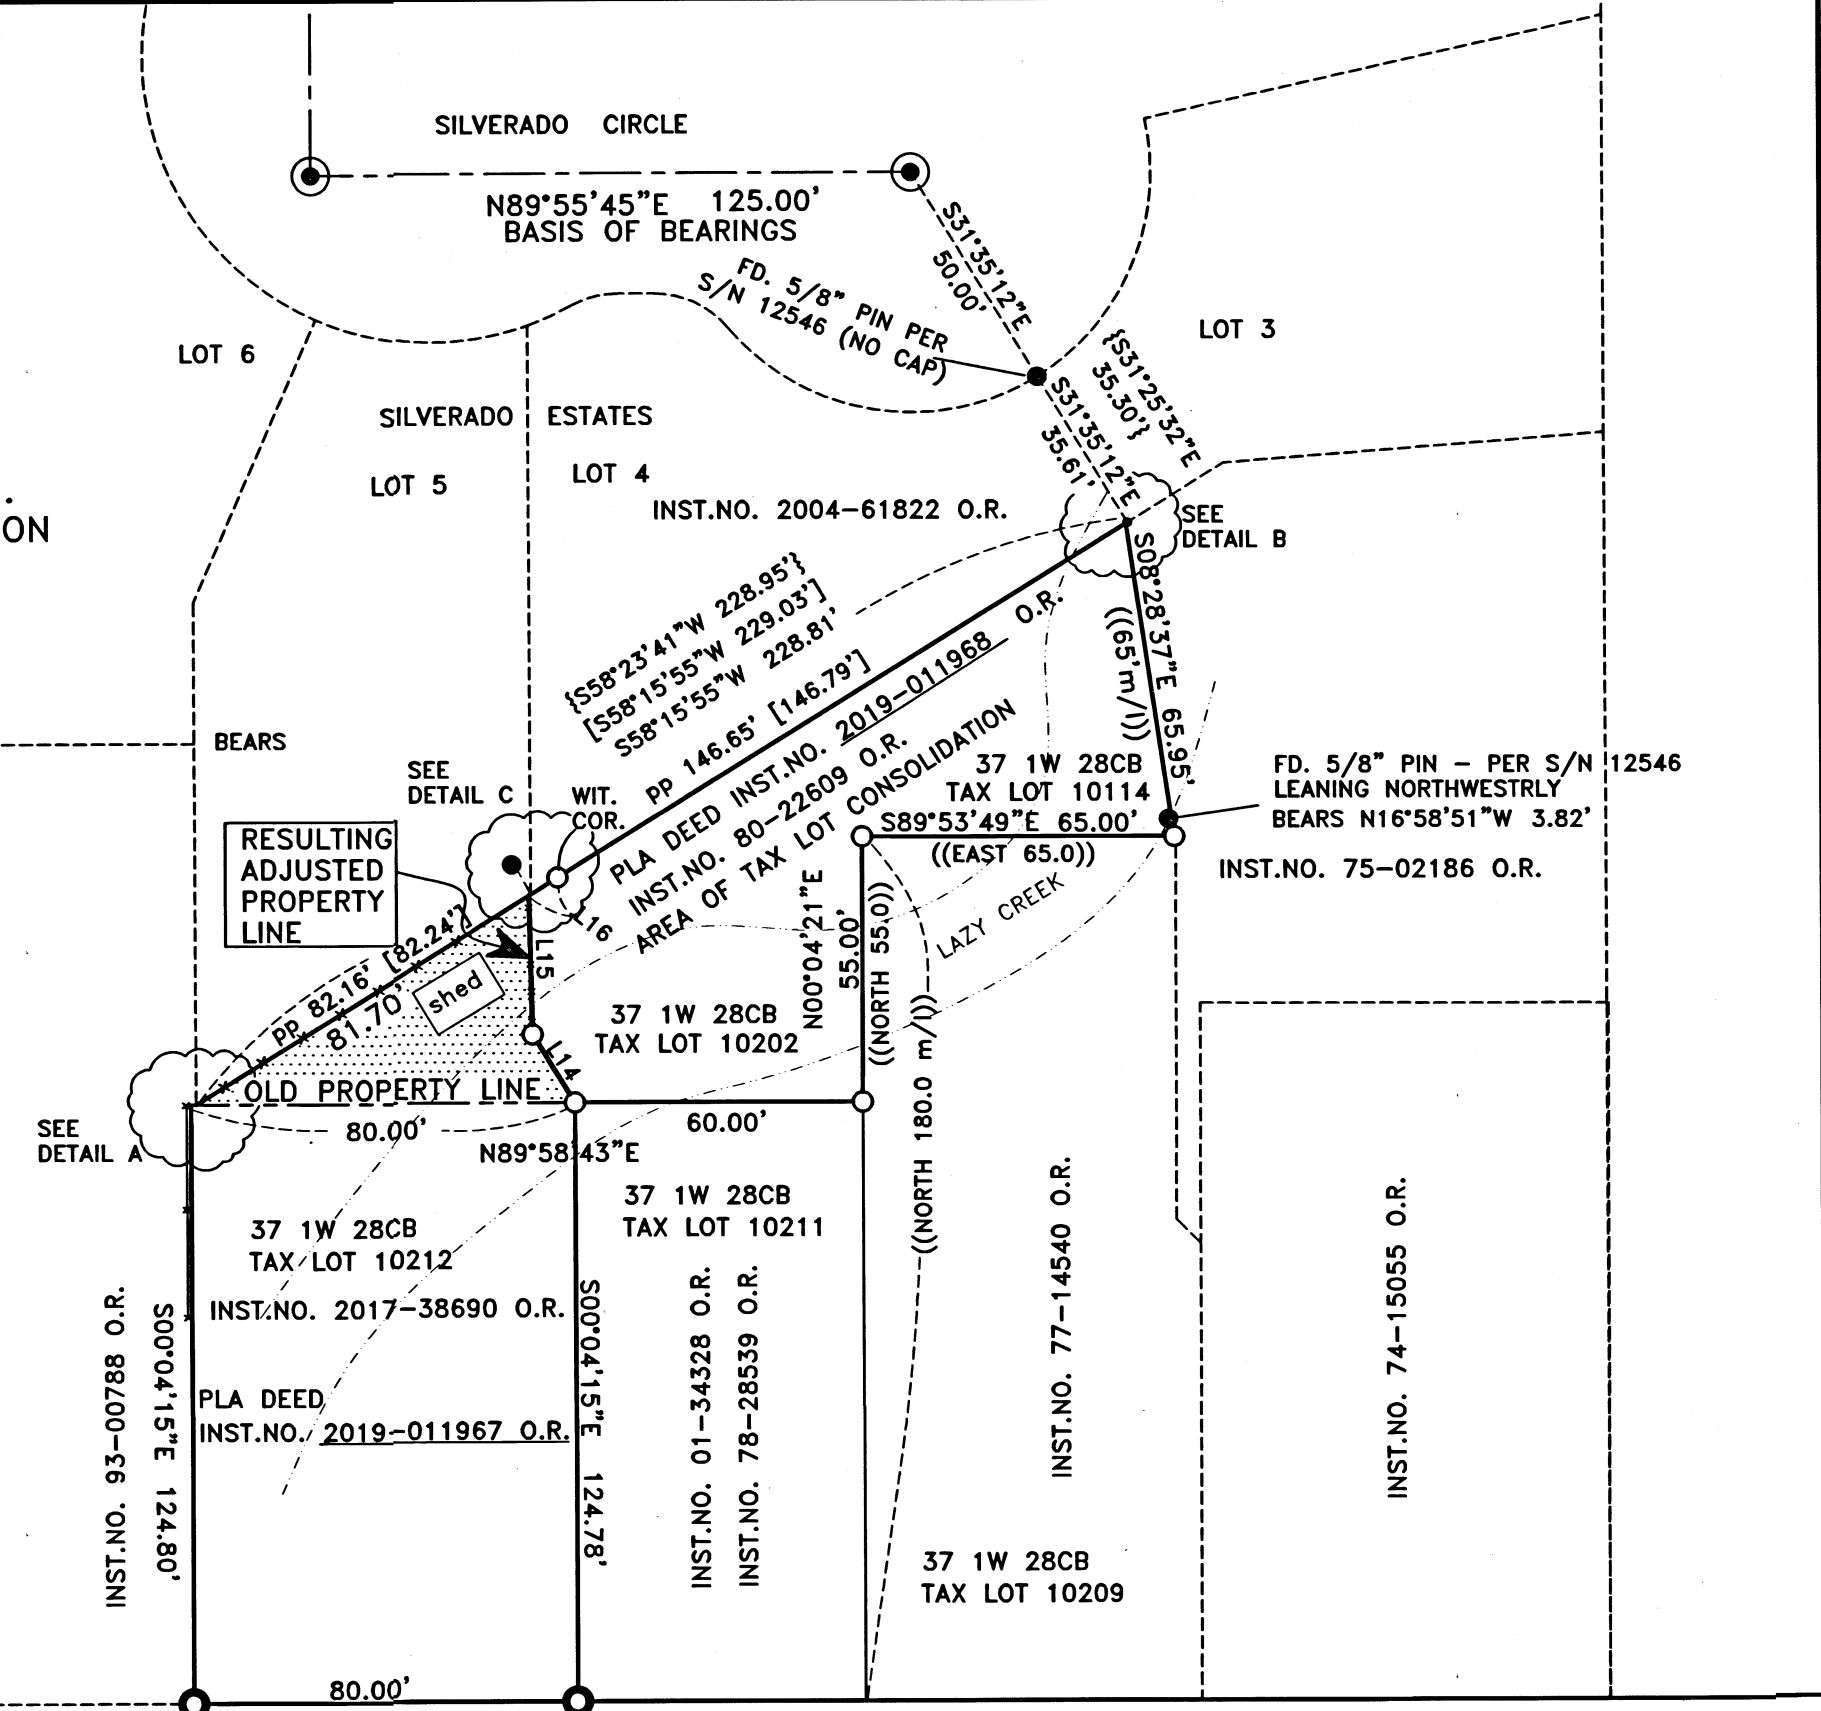 SILVERADO CIRCLE
N89°55'45"E 125.00'
BASIS OF BEARINGS
S31°35'12"E
50.00'
FD. 5/8" PIN PER
S/N 12546 (NO CAP)
LOT 3
{S31°25'32"E
35.30'}
S31°35'12"E
35.61'
LOT 6
SILVERADO ESTATES
LOT 5
LOT 4
INST.NO. 2004-61822 O.R.
ON
SEE
DETAIL B
{S58°23'41"W 228.95'}
[S58°15'55"W 229.03']
S58°15'55"W 228.81'
PP 146.65' [146.79']
PLA DEED INST.NO. 2019-011968 O.R.
INST.NO. 80-22609 O.R.
AREA OF TAX LOT CONSOLIDATION
S08°28'37"E 65.95'
((65'm/l))
BEARS
SEE
DETAIL C
WIT.
COR.
37 1W 28CB
TAX LOT 10114
S89°53'49"E 65.00'
((EAST 65.0))
FD. 5/8" PIN - PER S/N 12546
LEANING NORTHWESTRLY
BEARS N16°58'51"W 3.82'
INST.NO. 75-02186 O.R.
RESULTING
ADJUSTED
PROPERTY
LINE
L16
L15
L14
PP 82.16' [82.24']
81.70'
shed
LAZY CREEK
N00°04'21"E
55.00'
((NORTH 55.0))
((NORTH 180.0 m/l))
37 1W 28CB
TAX LOT 10202
OLD PROPERTY LINE
80.00'
60.00'
N89°58'43"E
SEE
DETAIL A
37 1W 28CB
TAX LOT 10211
37 1W 28CB
TAX LOT 10212
INST.NO. 2017-38690 O.R.
PLA DEED
INST.NO. 2019-011967 O.R.
INST.NO. 93-00788 O.R.
S00°04'15"E 124.80'
S00°04'15"E 124.78'
INST.NO. 01-34328 O.R.
INST.NO. 78-28539 O.R.
INST.NO. 77-14540 O.R.
INST.NO. 74-15055 O.R.
37 1W 28CB
TAX LOT 10209
80.00'